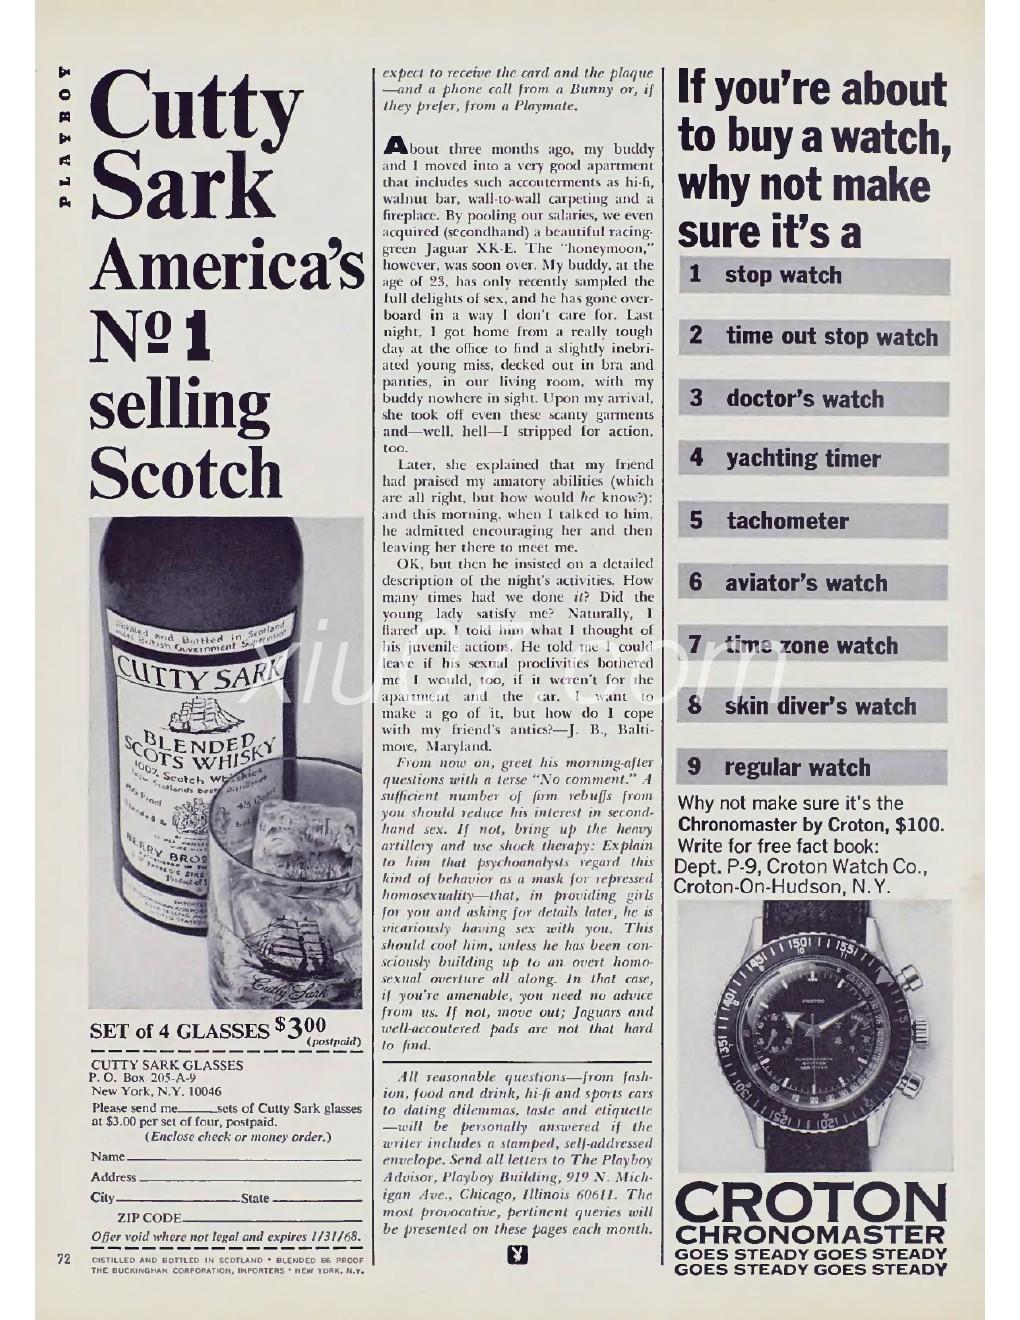 PLAYBOY
Cutty
Sark
America's
Nº 1
selling
Scotch
Distilled and Bottled in Scotland
under British Government Supervision
CUTTY SARK
BLENDED
SCOTS WHISKY
100% Scotch Whiskies
from Scotland's best Distilleries
86 Proof
4/5 Quart
BERRY BROS
Cutty Sark
SET of 4 GLASSES $3.00
(postpaid)
CUTTY SARK GLASSES
P. O. Box 205-A-9
New York, N.Y. 10046
Please send me______sets of Cutty Sark glasses
at $3.00 per set of four, postpaid.
(Enclose check or money order.)
Name
Address
City State
ZIP CODE
Offer void where not legal and expires 1/31/68.
72
DISTILLED AND BOTTLED IN SCOTLAND • BLENDED 86 PROOF
THE BUCKINGHAM CORPORATION, IMPORTERS • NEW YORK, N.Y.
expect to receive the card and the plaque
—and a phone call from a Bunny or, if
they prefer, from a Playmate.
About three months ago, my buddy
and I moved into a very good apartment
that includes such accouterments as hi-fi,
walnut bar, wall-to-wall carpeting and a
fireplace. By pooling our salaries, we even
acquired (secondhand) a beautiful racing-
green Jaguar XK-E. The "honeymoon,"
however, was soon over. My buddy, at the
age of 23, has only recently sampled the
full delights of sex, and he has gone over-
board in a way I don't care for. Last
night, I got home from a really tough
day at the office to find a slightly inebri-
ated young miss, decked out in bra and
panties, in our living room, with my
buddy nowhere in sight. Upon my arrival,
she took off even these scanty garments
and—well, hell—I stripped for action,
too.
Later, she explained that my friend
had praised my amatory abilities (which
are all right, but how would he know?);
and this morning, when I talked to him,
he admitted encouraging her and then
leaving her there to meet me.
OK, but then he insisted on a detailed
description of the night's activities. How
many times had we done it? Did the
young lady satisfy me? Naturally, I
flared up. I told him what I thought of
his juvenile actions. He told me I could
leave if his sexual proclivities bothered
me. I would, too, if it weren't for the
apartment and the car. I want to
make a go of it, but how do I cope
with my friend's antics?—J. B., Balti-
more, Maryland.
From now on, greet his morning-after
questions with a terse "No comment." A
sufficient number of firm rebuffs from
you should reduce his interest in second-
hand sex. If not, bring up the heavy
artillery and use shock therapy: Explain
to him that psychoanalysts regard this
kind of behavior as a mask for repressed
homosexuality—that, in providing girls
for you and asking for details later, he is
vicariously having sex with you. This
should cool him, unless he has been con-
sciously building up to an overt homo-
sexual overture all along. In that case,
if you're amenable, you need no advice
from us. If not, move out; Jaguars and
well-accoutered pads are not that hard
to find.
All reasonable questions—from fash-
ion, food and drink, hi-fi and sports cars
to dating dilemmas, taste and etiquette
—will be personally answered if the
writer includes a stamped, self-addressed
envelope. Send all letters to The Playboy
Advisor, Playboy Building, 919 N. Mich-
igan Ave., Chicago, Illinois 60611. The
most provocative, pertinent queries will
be presented on these pages each month.
If you're about
to buy a watch,
why not make
sure it's a
1 stop watch
2 time out stop watch
3 doctor's watch
4 yachting timer
5 tachometer
6 aviator's watch
7 time zone watch
8 skin diver's watch
9 regular watch
Why not make sure it's the
Chronomaster by Croton, $100.
Write for free fact book:
Dept. P-9, Croton Watch Co.,
Croton-On-Hudson, N.Y.
CROTON
CROTON
CHRONOMASTER
GOES STEADY GOES STEADY
GOES STEADY GOES STEADY